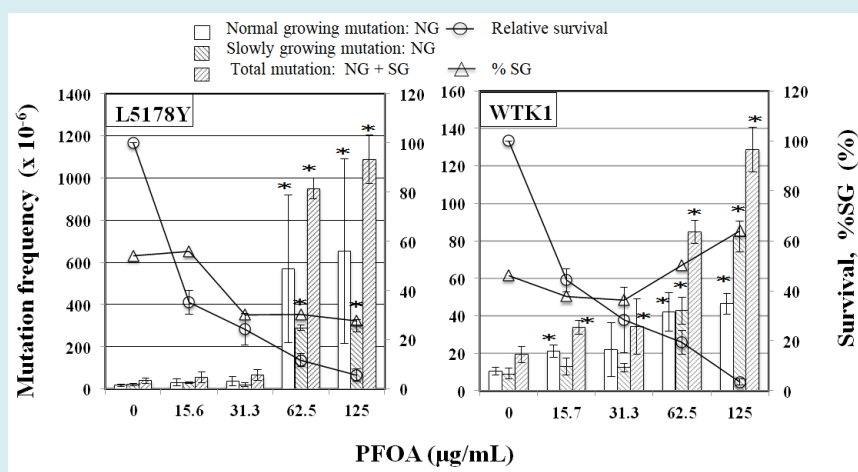 Normal growing mutation: NG
Relative survival
Slowly growing mutation: NG
Total mutation: NG + SG
% SG
Mutation frequency (x 10-6)
1400
1200
1000
800
600
400
200
0
L5178Y
120
100
80
60
40
20
0
0 15.6 31.3 62.5 125
* * * * * *
160
140
120
100
80
60
40
20
0
WTK1
120
100
80
60
40
20
0
0 15.7 31.3 62.5 125
* * * * * * * * *
Survival, %SG (%)
PFOA (µg/mL)